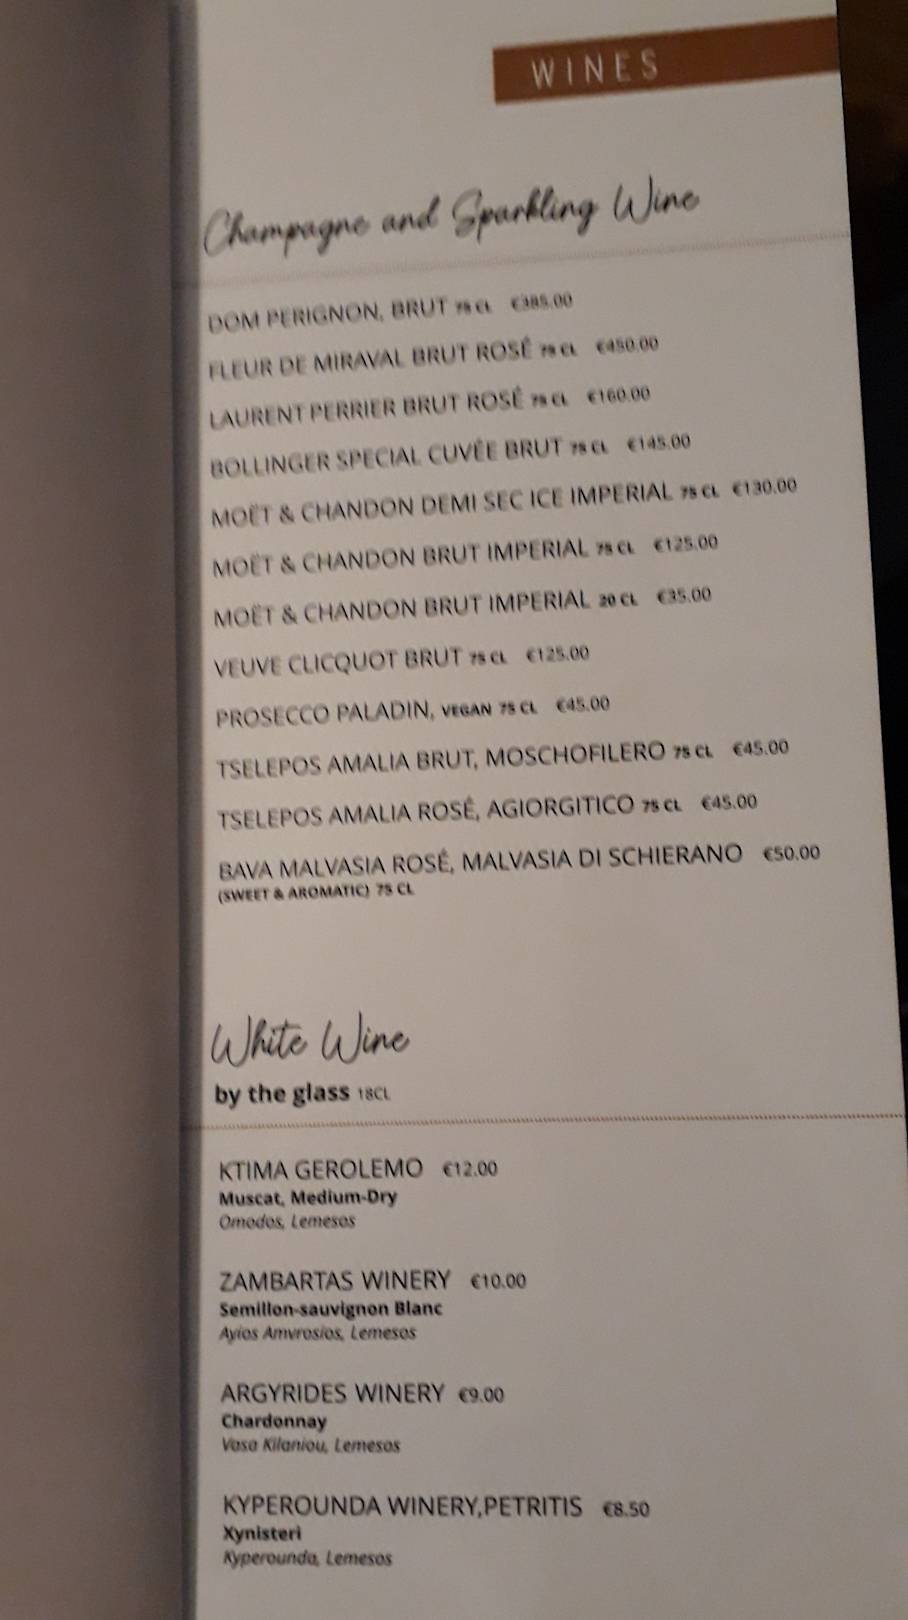 WINES
Champagne and Sparkling Wine
DOM PERIGNON, BRUT 75 CL €385.00
FLEUR DE MIRAVAL BRUT ROSÉ 75 CL €450.00
LAURENT PERRIER BRUT ROSÉ 75 CL €160.00
BOLLINGER SPECIAL CUVÉE BRUT 75 CL €145.00
MOËT & CHANDON DEMI SEC ICE IMPERIAL 75 CL €130.00
MOËT & CHANDON BRUT IMPERIAL 75 CL €125.00
MOËT & CHANDON BRUT IMPERIAL 20 CL €35.00
VEUVE CLICQUOT BRUT 75 CL €125.00
PROSECCO PALADIN, VEGAN 75 CL €45.00
TSELEPOS AMALIA BRUT, MOSCHOFILERO 75 CL €45.00
TSELEPOS AMALIA ROSÉ, AGIORGITICO 75 CL €45.00
BAVA MALVASIA ROSÉ, MALVASIA DI SCHIERANO €50.00
(SWEET & AROMATIC) 75 CL
White Wine
by the glass 18CL
KTIMA GEROLEMO €12.00
Muscat, Medium-Dry
Omodos, Lemesos
ZAMBARTAS WINERY €10.00
Semillon-sauvignon Blanc
Ayios Amvrosios, Lemesos
ARGYRIDES WINERY €9.00
Chardonnay
Vasa Kilaniou, Lemesos
KYPEROUNDA WINERY,PETRITIS €8.50
Xynisteri
Kyperounda, Lemesos